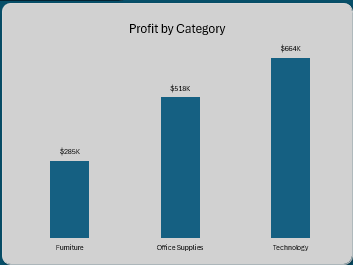 Profit by Category
$664K
$518K
$285K
Furniture
Office Supplies
Technology